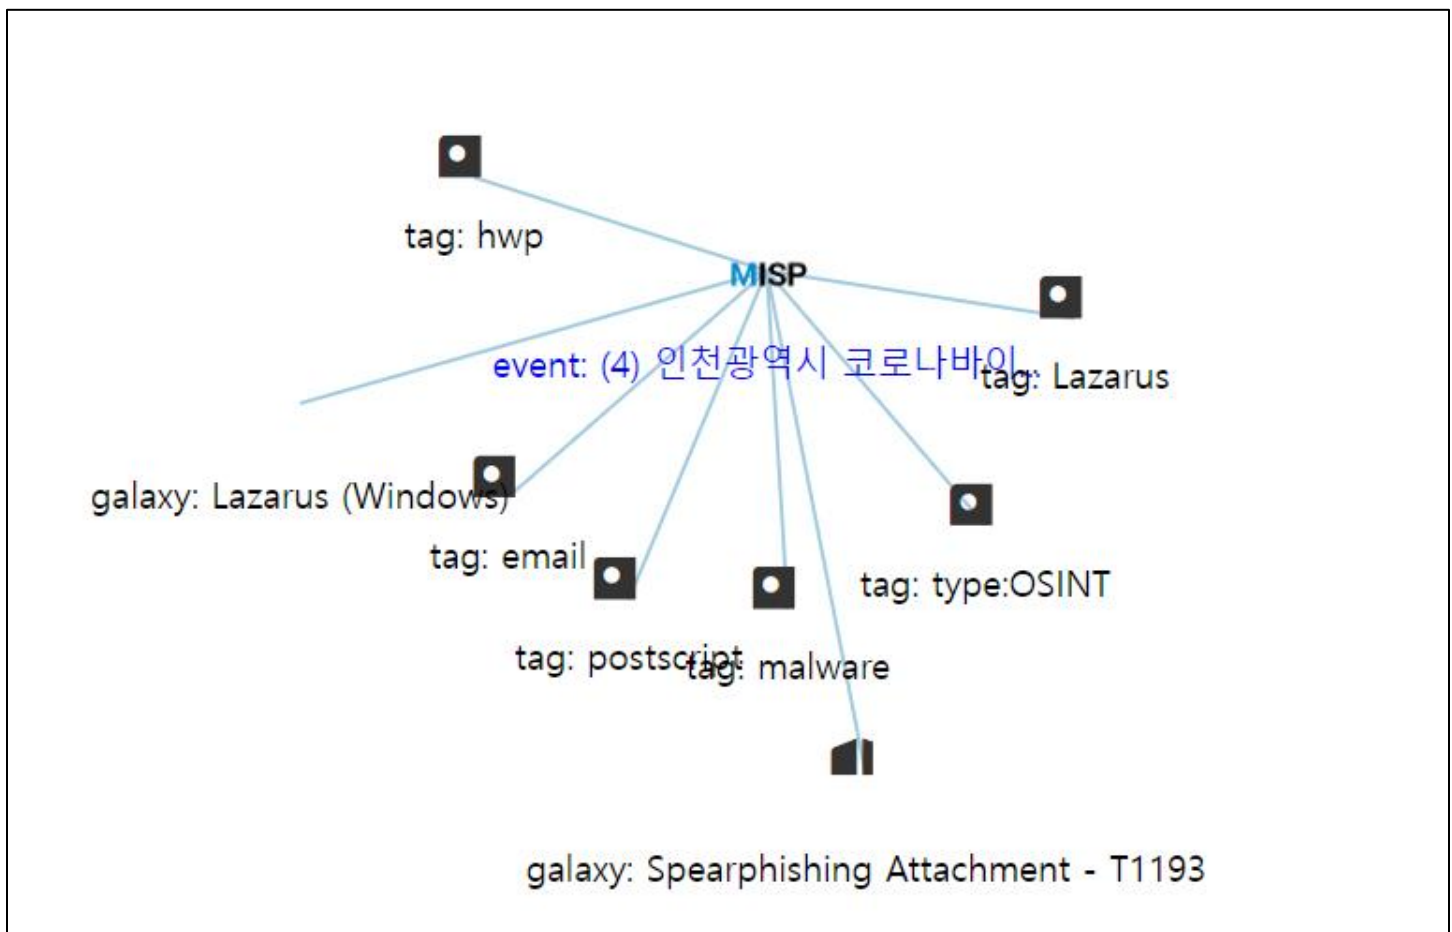 tag: hwp
MISP
event: (4) 인천광역시 코로나바이...
tag: Lazarus
galaxy: Lazarus (Windows)
tag: email
tag: type:OSINT
tag: postscript
tag: malware
galaxy: Spearphishing Attachment - T1193